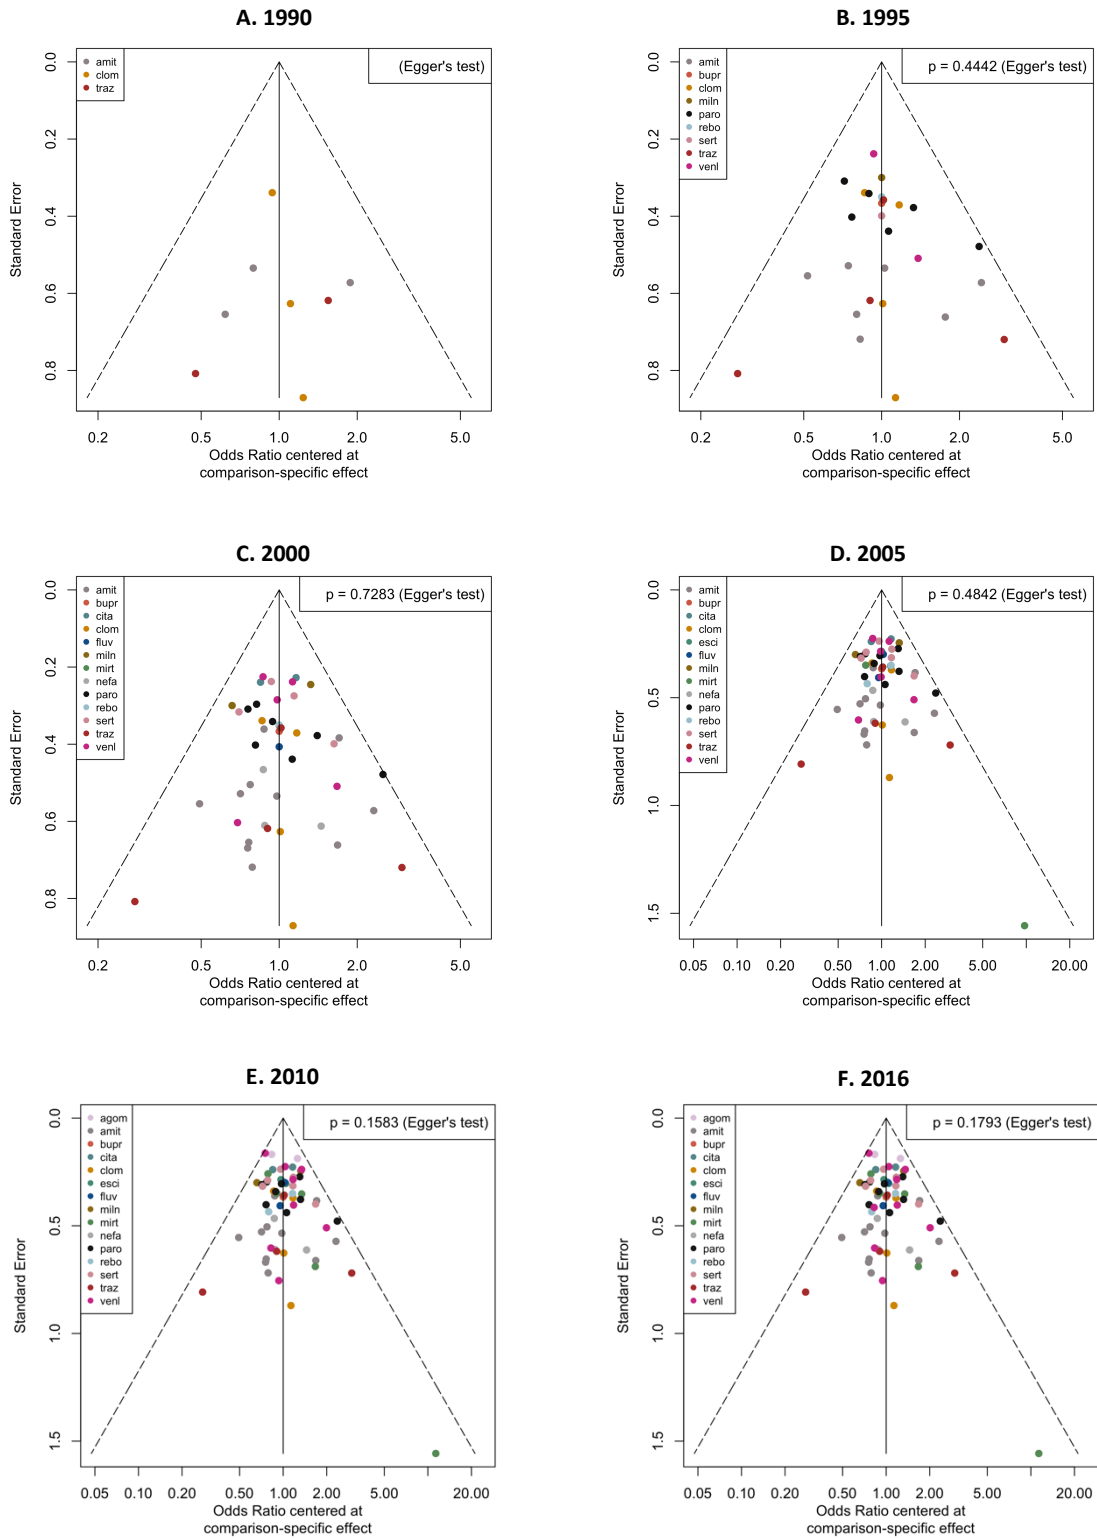 A. 1990
amit
clom
traz
(Egger's test)
0.0
0.2
0.4
0.6
0.8
Standard Error
0.2 0.5 1.0 2.0 5.0
Odds Ratio centered at
comparison-specific effect
B. 1995
amit
bupr
clom
miln
paro
rebo
sert
traz
venl
p = 0.4442 (Egger's test)
0.0
0.2
0.4
0.6
0.8
Standard Error
0.2 0.5 1.0 2.0 5.0
Odds Ratio centered at
comparison-specific effect
C. 2000
amit
bupr
cita
clom
fluv
miln
mirt
nefa
paro
rebo
sert
traz
venl
p = 0.7283 (Egger's test)
0.0
0.2
0.4
0.6
0.8
Standard Error
0.2 0.5 1.0 2.0 5.0
Odds Ratio centered at
comparison-specific effect
D. 2005
amit
bupr
cita
clom
esci
fluv
miln
mirt
nefa
paro
rebo
sert
traz
venl
p = 0.4842 (Egger's test)
0.0
0.5
1.0
1.5
Standard Error
0.05 0.10 0.20 0.50 1.00 2.00 5.00 20.00
Odds Ratio centered at
comparison-specific effect
E. 2010
agom
amit
bupr
cita
clom
esci
fluv
miln
mirt
nefa
paro
rebo
sert
traz
venl
p = 0.1583 (Egger's test)
0.0
0.5
1.0
1.5
Standard Error
0.05 0.10 0.20 0.50 1.00 2.00 5.00 20.00
Odds Ratio centered at
comparison-specific effect
F. 2016
agom
amit
bupr
cita
clom
esci
fluv
miln
mirt
nefa
paro
rebo
sert
traz
venl
p = 0.1793 (Egger's test)
0.0
0.5
1.0
1.5
Standard Error
0.05 0.10 0.20 0.50 1.00 2.00 5.00 20.00
Odds Ratio centered at
comparison-specific effect